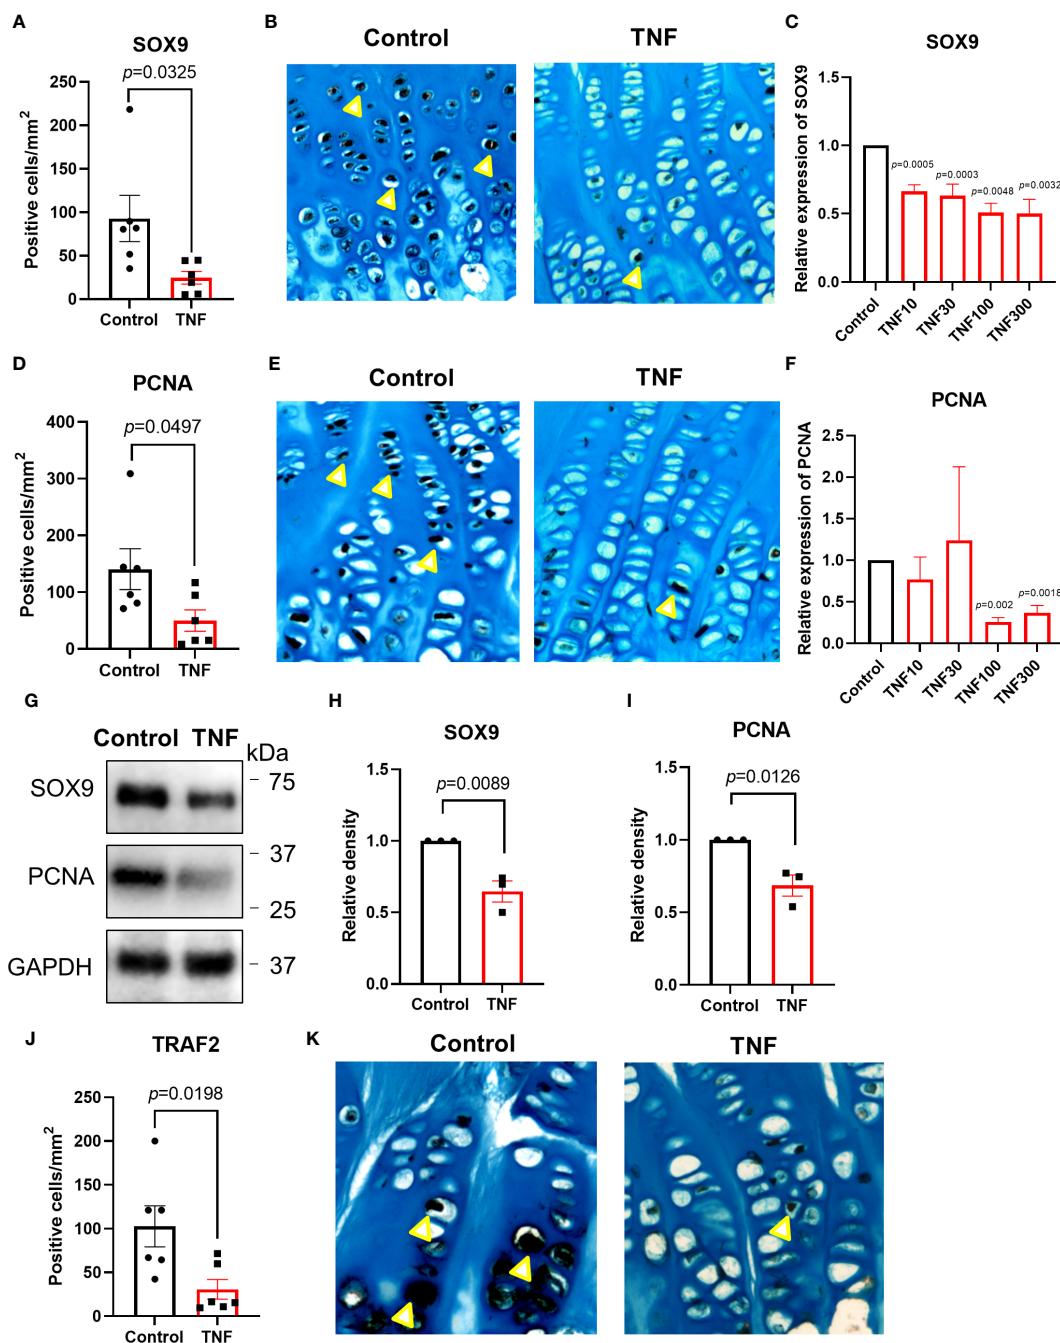 A
SOX9
p=0.0325
Positive cells/mm2
250
200
150
100
50
0
Control TNF
B
Control TNF
C
SOX9
Relative expression of SOX9
1.5
1.0
0.5
0.0
p=0.0005
p=0.0003
p=0.0048
p=0.0032
Control TNF10 TNF30 TNF100 TNF300
D
PCNA
p=0.0497
Positive cells/mm2
400
300
200
100
0
Control TNF
E
Control TNF
F
PCNA
Relative expression of PCNA
2.5
2.0
1.5
1.0
0.5
0.0
p=0.002
p=0.0018
Control TNF10 TNF30 TNF100 TNF300
G
Control TNF
kDa
SOX9
75
PCNA
37
25
GAPDH
37
H
SOX9
p=0.0089
Relative density
1.5
1.0
0.5
0.0
Control TNF
I
PCNA
p=0.0126
Relative density
1.5
1.0
0.5
0.0
Control TNF
J
TRAF2
p=0.0198
Positive cells/mm2
250
200
150
100
50
0
Control TNF
K
Control TNF